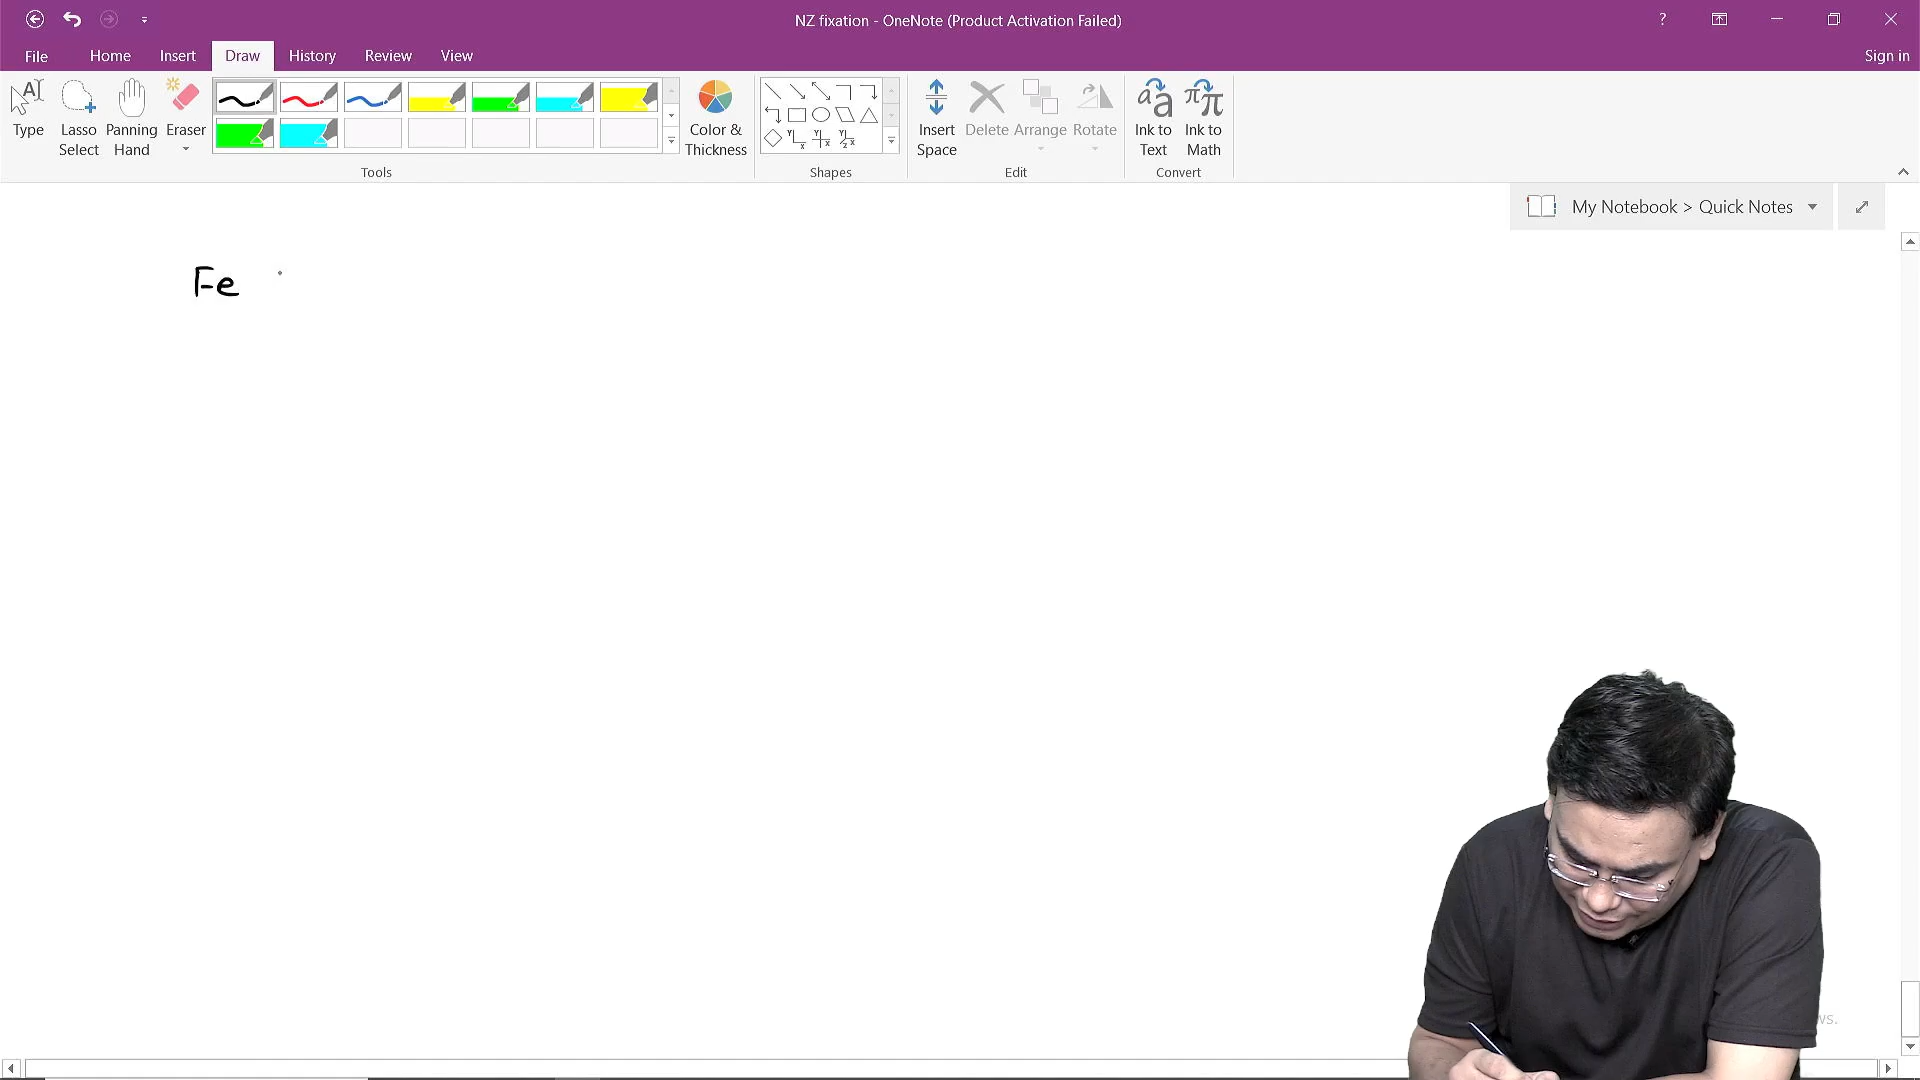 NZ fixation - OneNote (Product Activation Failed)
?
File Home Insert Draw History Review View
Sign in
Type
Lasso Select
Panning Hand
Eraser
Color & Thickness
Insert Space
Delete
Arrange
Rotate
Ink to Text
Ink to Math
Tools
Shapes
Edit
Convert
My Notebook > Quick Notes
Fe
ws.